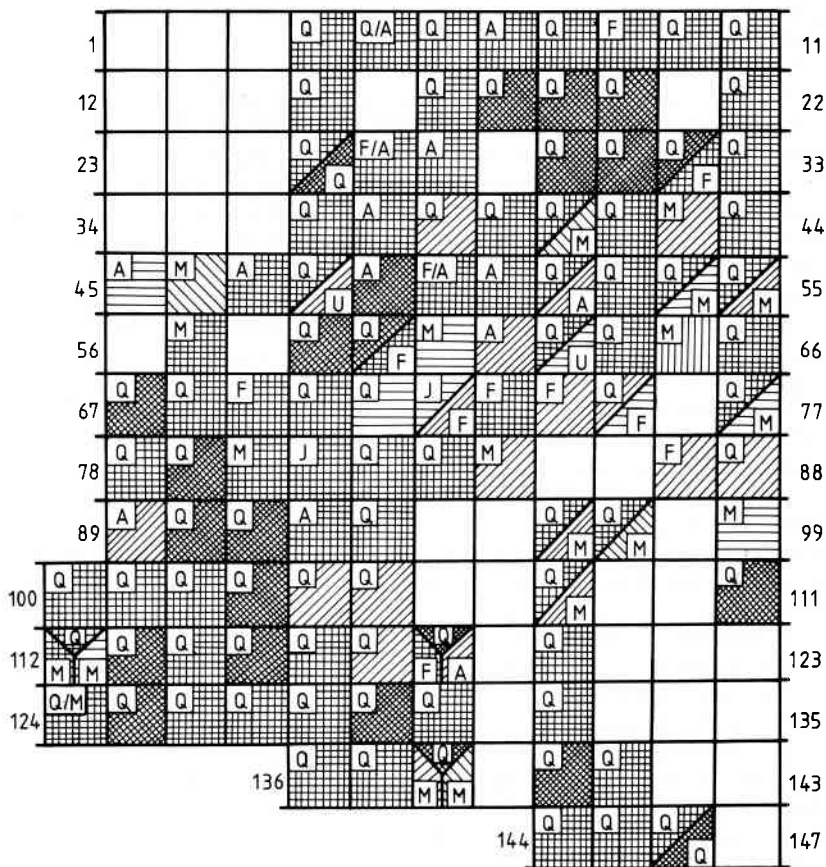 1 Q Q/A Q A Q F Q Q 11
12 Q Q Q Q Q Q 22
23 Q Q F/A A Q Q Q F Q 33
34 Q A Q Q Q M Q M Q 44
45 A M A Q U A F/A A Q A Q Q M Q M 55
56 M Q Q F M A Q U Q M Q 66
67 Q Q F Q Q J F F F Q F Q M 77
78 Q Q M J Q Q M F Q 88
89 A Q Q A Q Q M Q M M 99
100 Q Q Q Q Q Q Q M Q 111
112 Q M M Q Q Q Q Q Q F A Q 123
124 Q/M Q Q Q Q Q Q Q 135
136 Q Q Q M M Q Q 143
144 Q Q Q Q 147